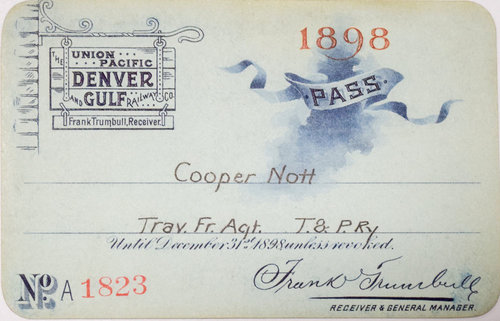 THE UNION PACIFIC
DENVER
AND GULF RAILWAY CO.
Frank Trumbull, Receiver.
1898
PASS
Cooper Nott
Trav. Fr. Agt. T. & P. Ry
Until December 31st 1898 unless revoked.
No. A 1823
Frank Trumbull
RECEIVER & GENERAL MANAGER.